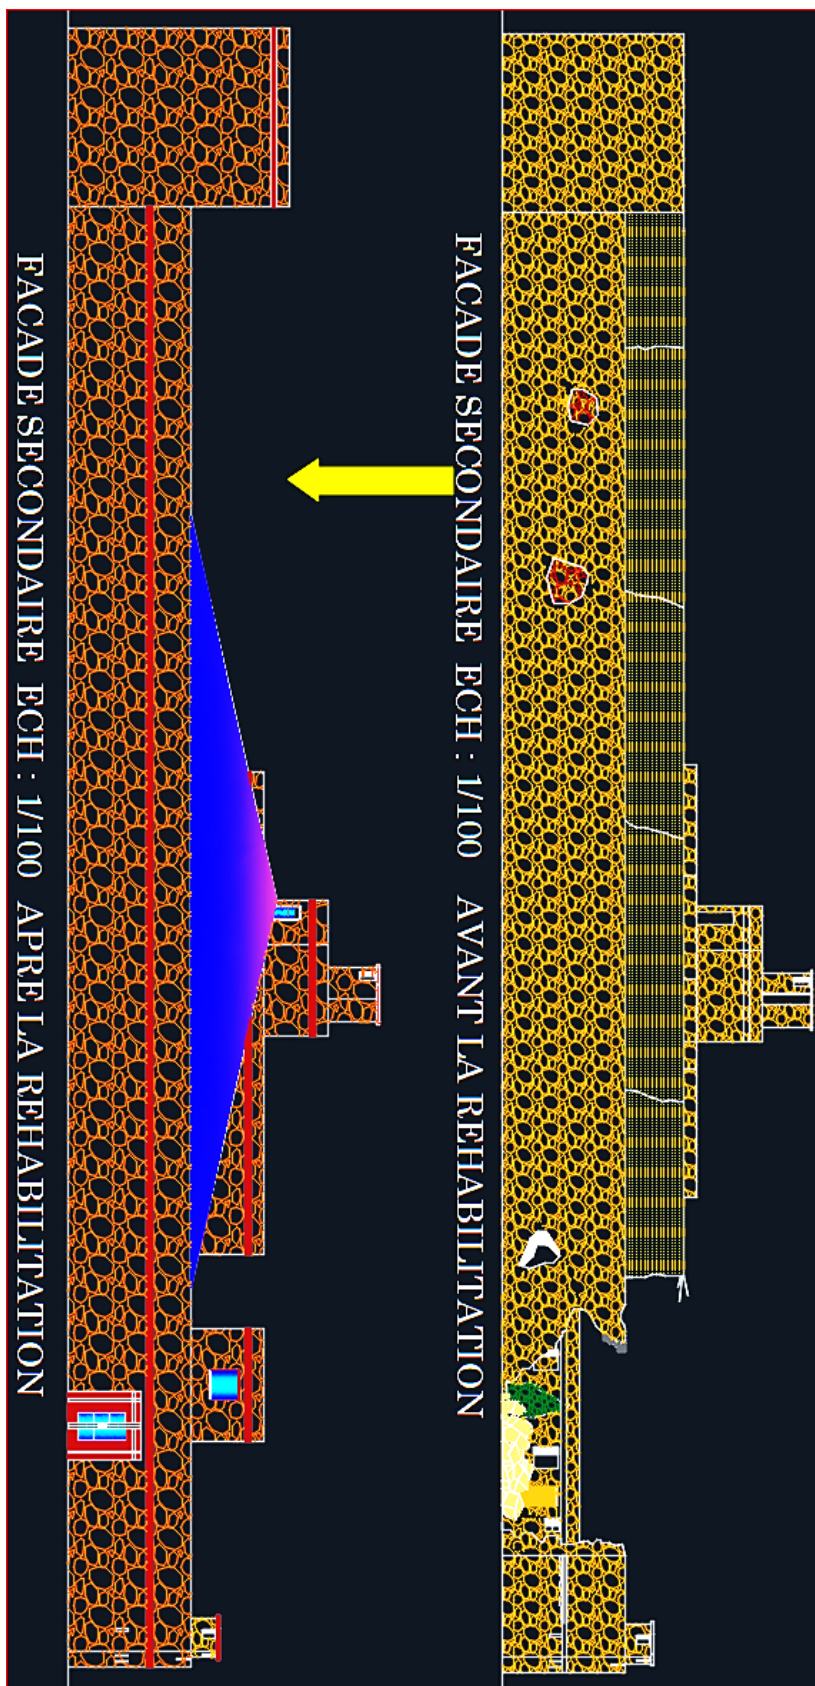 FACADE SECONDAIRE ECH : 1/100 AVANT LA REHABILITATION
FACADE SECONDAIRE ECH : 1/100 APRE LA REHABILITATION